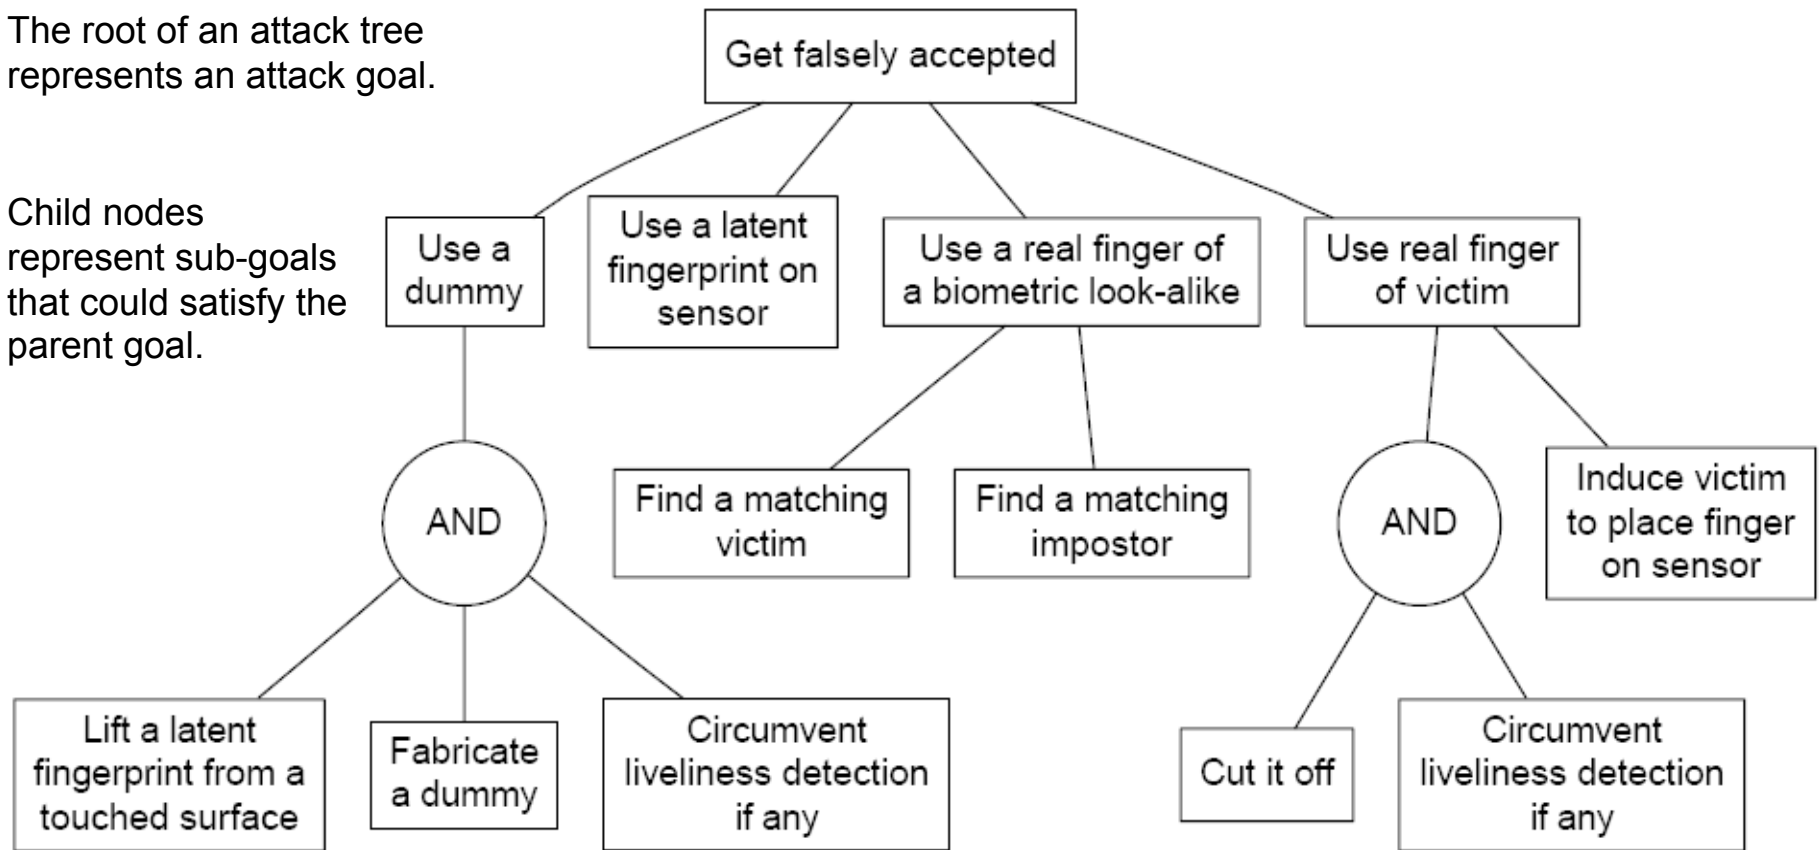 The root of an attack tree
represents an attack goal.
Get falsely accepted
Child nodes
represent sub-goals
that could satisfy the
parent goal.
Use a
dummy
Use a latent
fingerprint on
sensor
Use a real finger of
a biometric look-alike
Use real finger
of victim
AND
Find a matching
victim
Find a matching
impostor
AND
Induce victim
to place finger
on sensor
Lift a latent
fingerprint from a
touched surface
Fabricate
a dummy
Circumvent
liveliness detection
if any
Cut it off
Circumvent
liveliness detection
if any